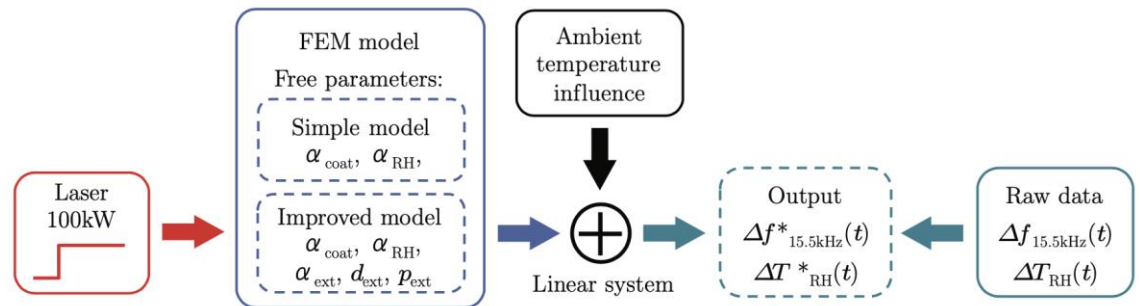 Laser
100kW
FEM model
Free parameters:
Simple model
α_coat, α_RH,
Improved model
α_coat, α_RH,
α_ext, d_ext, p_ext
Ambient
temperature
influence
Linear system
Output
Δf*_15.5kHz(t)
ΔT*_RH(t)
Raw data
Δf_15.5kHz(t)
ΔT_RH(t)